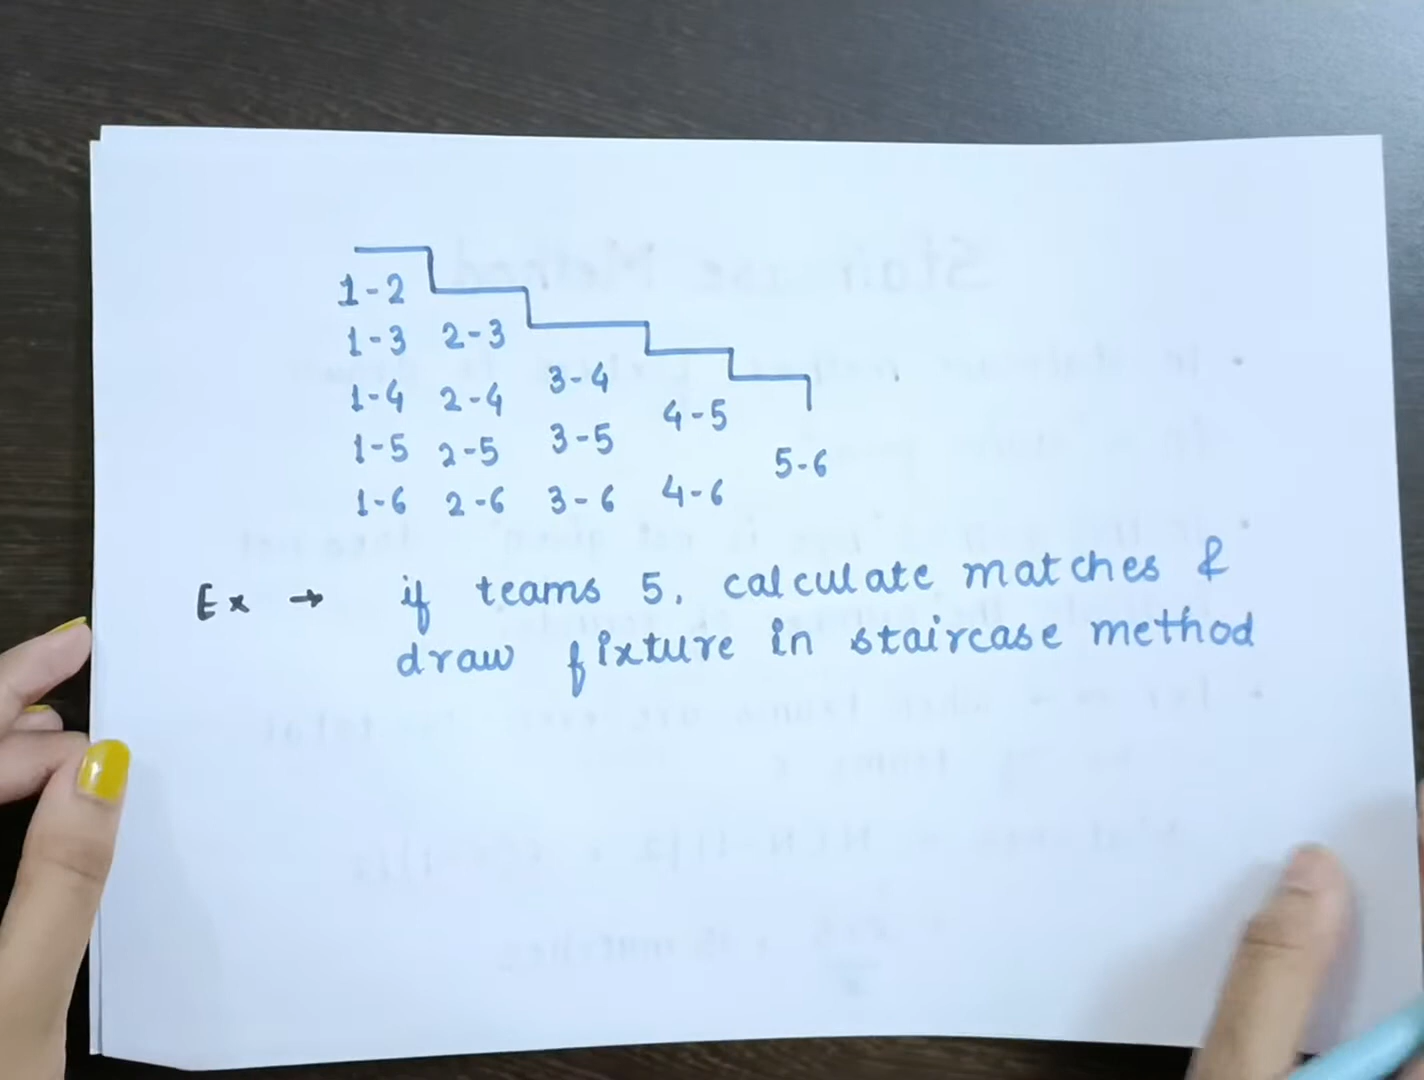 1-2
1-3 2-3
1-4 2-4 3-4
1-5 2-5 3-5 4-5
1-6 2-6 3-6 4-6 5-6
Ex → if teams 5. calculate matches &
draw fixture in staircase method